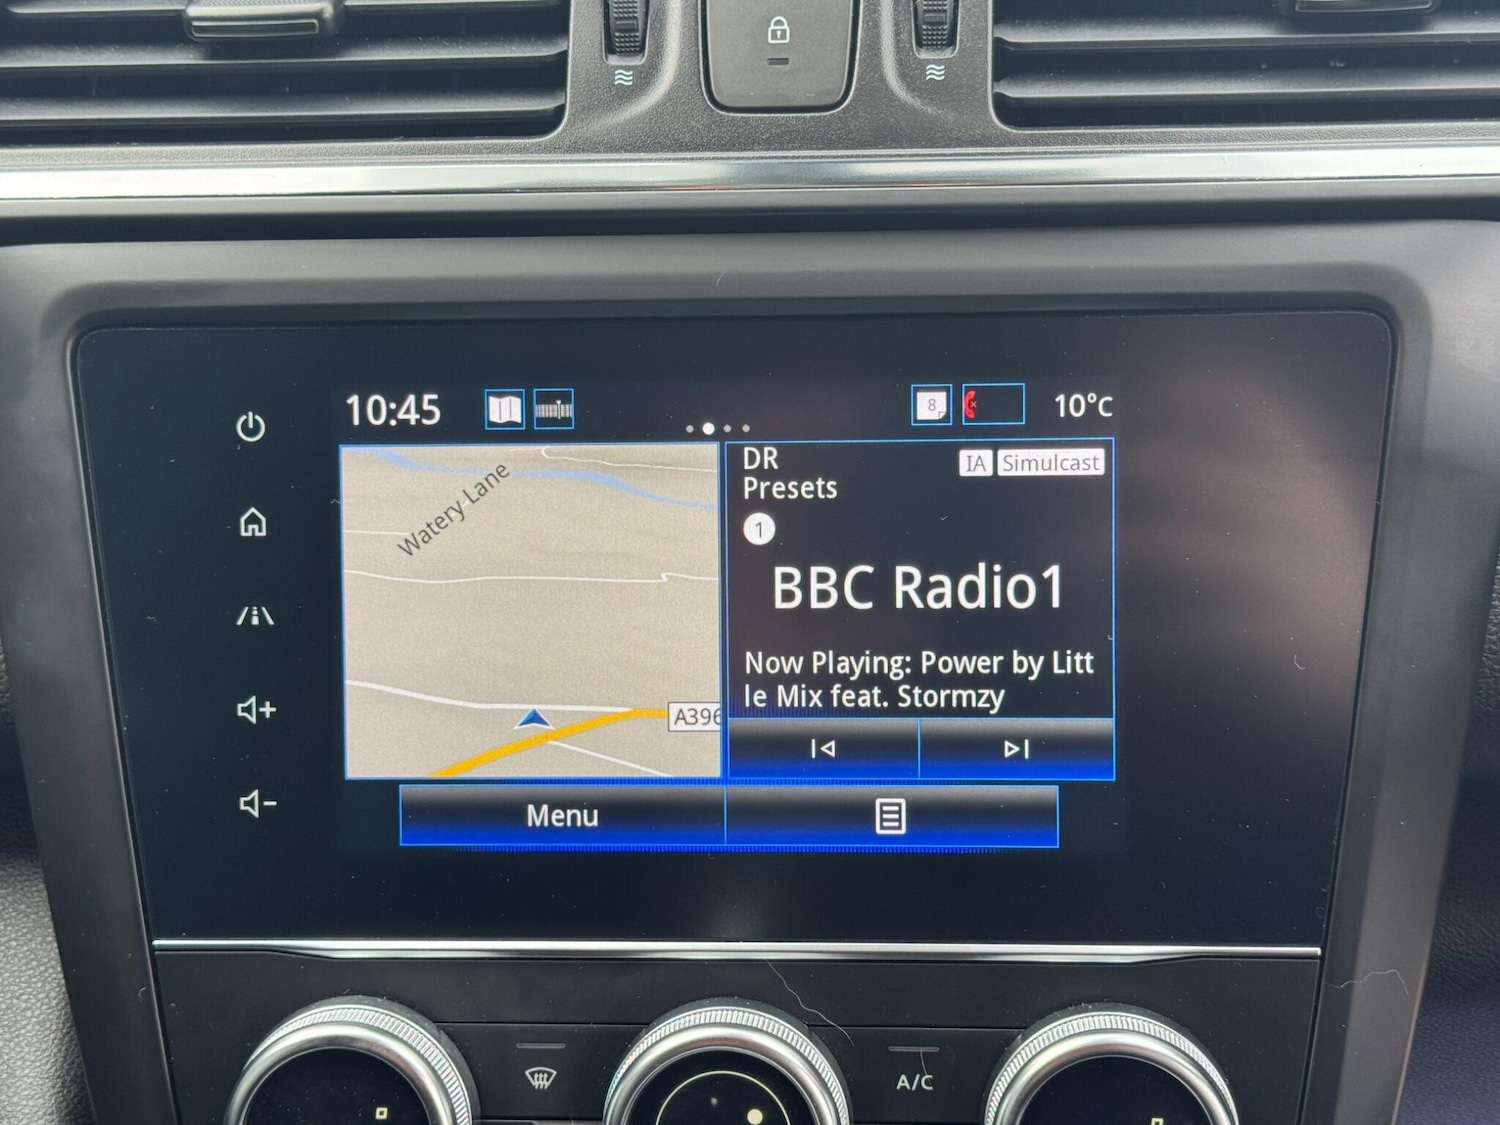 10:45
8
10°C
Watery Lane
A396
DR
Presets
IA Simulcast
1
BBC Radio1
Now Playing: Power by Litt
le Mix feat. Stormzy
Menu
A/C